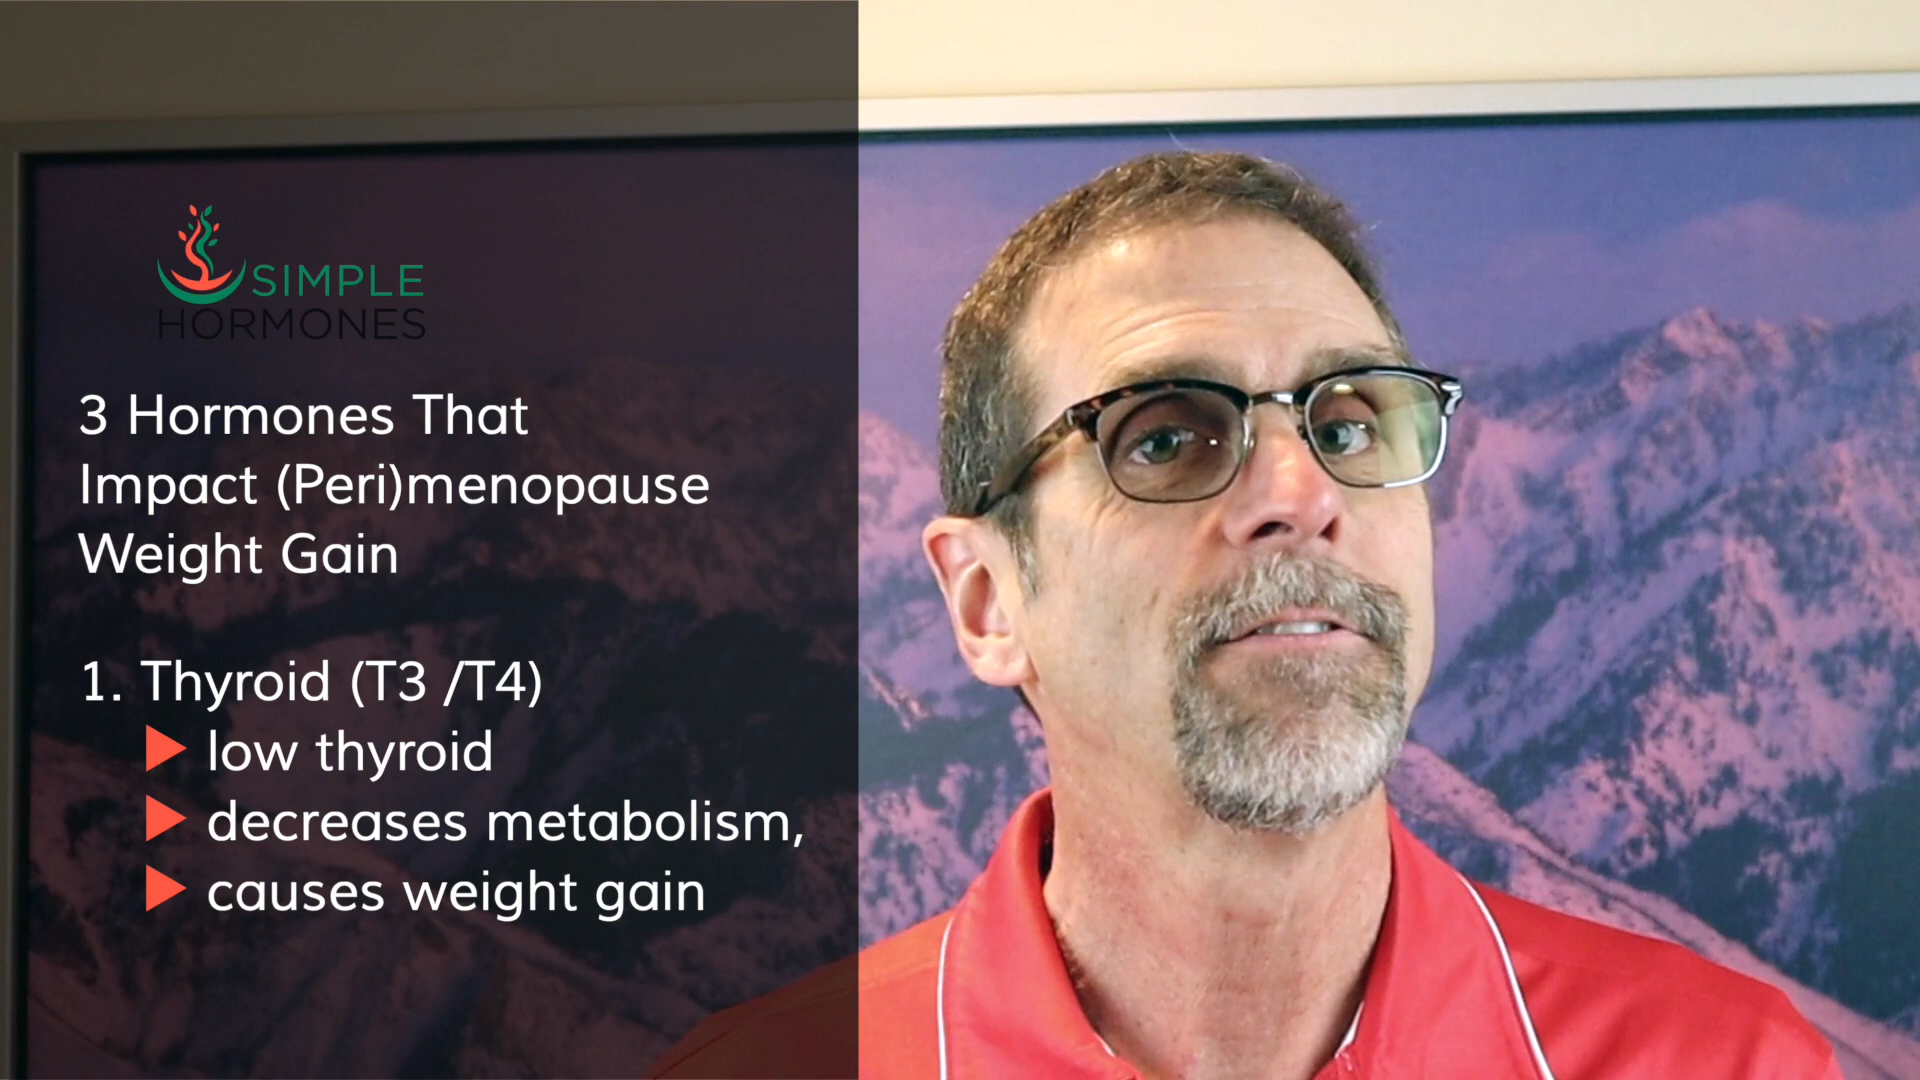 SIMPLE
HORMONES
3 Hormones That
Impact (Peri)menopause
Weight Gain
1. Thyroid (T3 /T4)
low thyroid
decreases metabolism,
causes weight gain